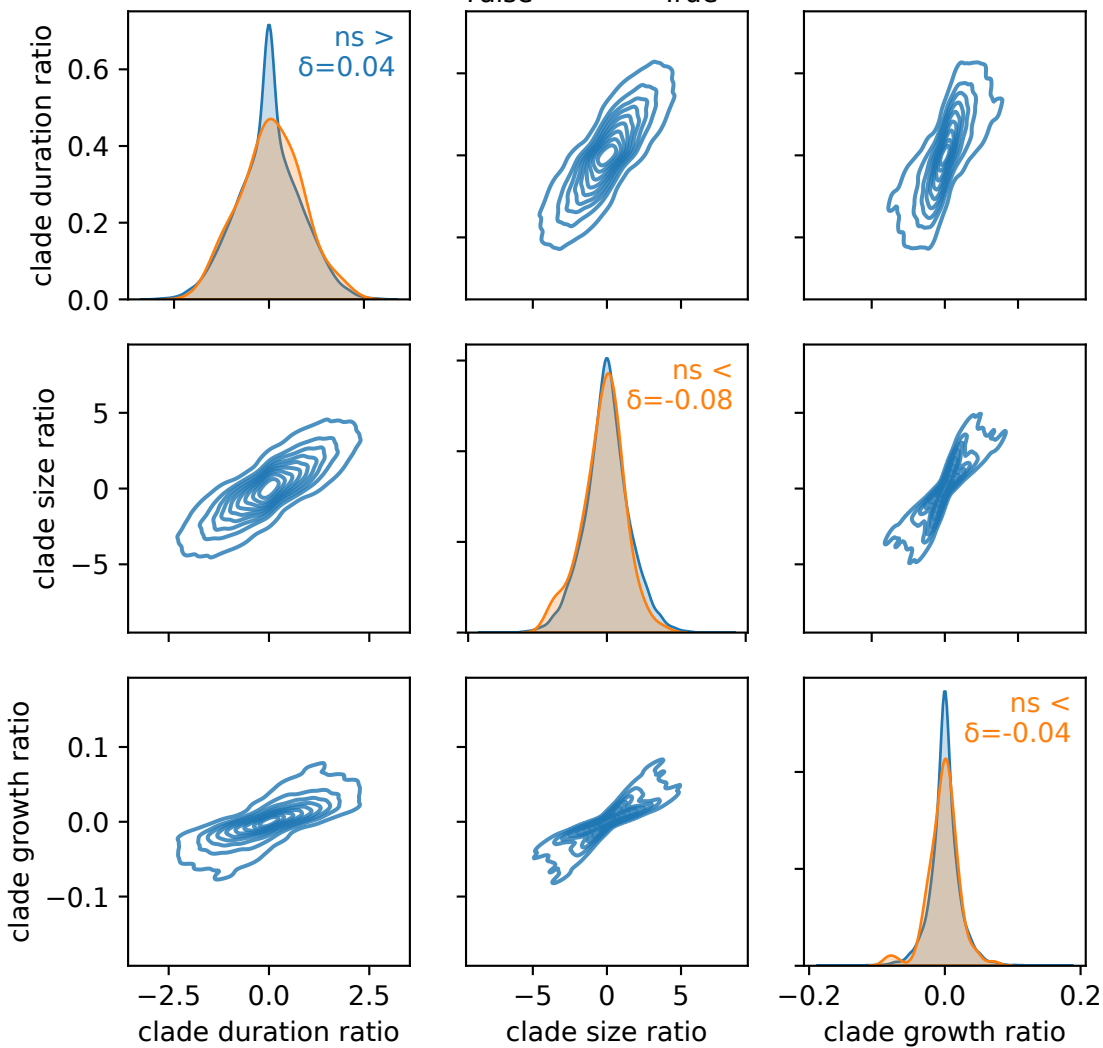 ns >
δ=0.04
clade duration ratio
0.6
0.4
0.2
0.0
ns <
δ=-0.08
clade size ratio
5
0
−5
ns <
δ=-0.04
clade growth ratio
0.1
0.0
−0.1
−2.5 0.0 2.5 −5 0 5 −0.2 0.0 0.2
clade duration ratio clade size ratio clade growth ratio